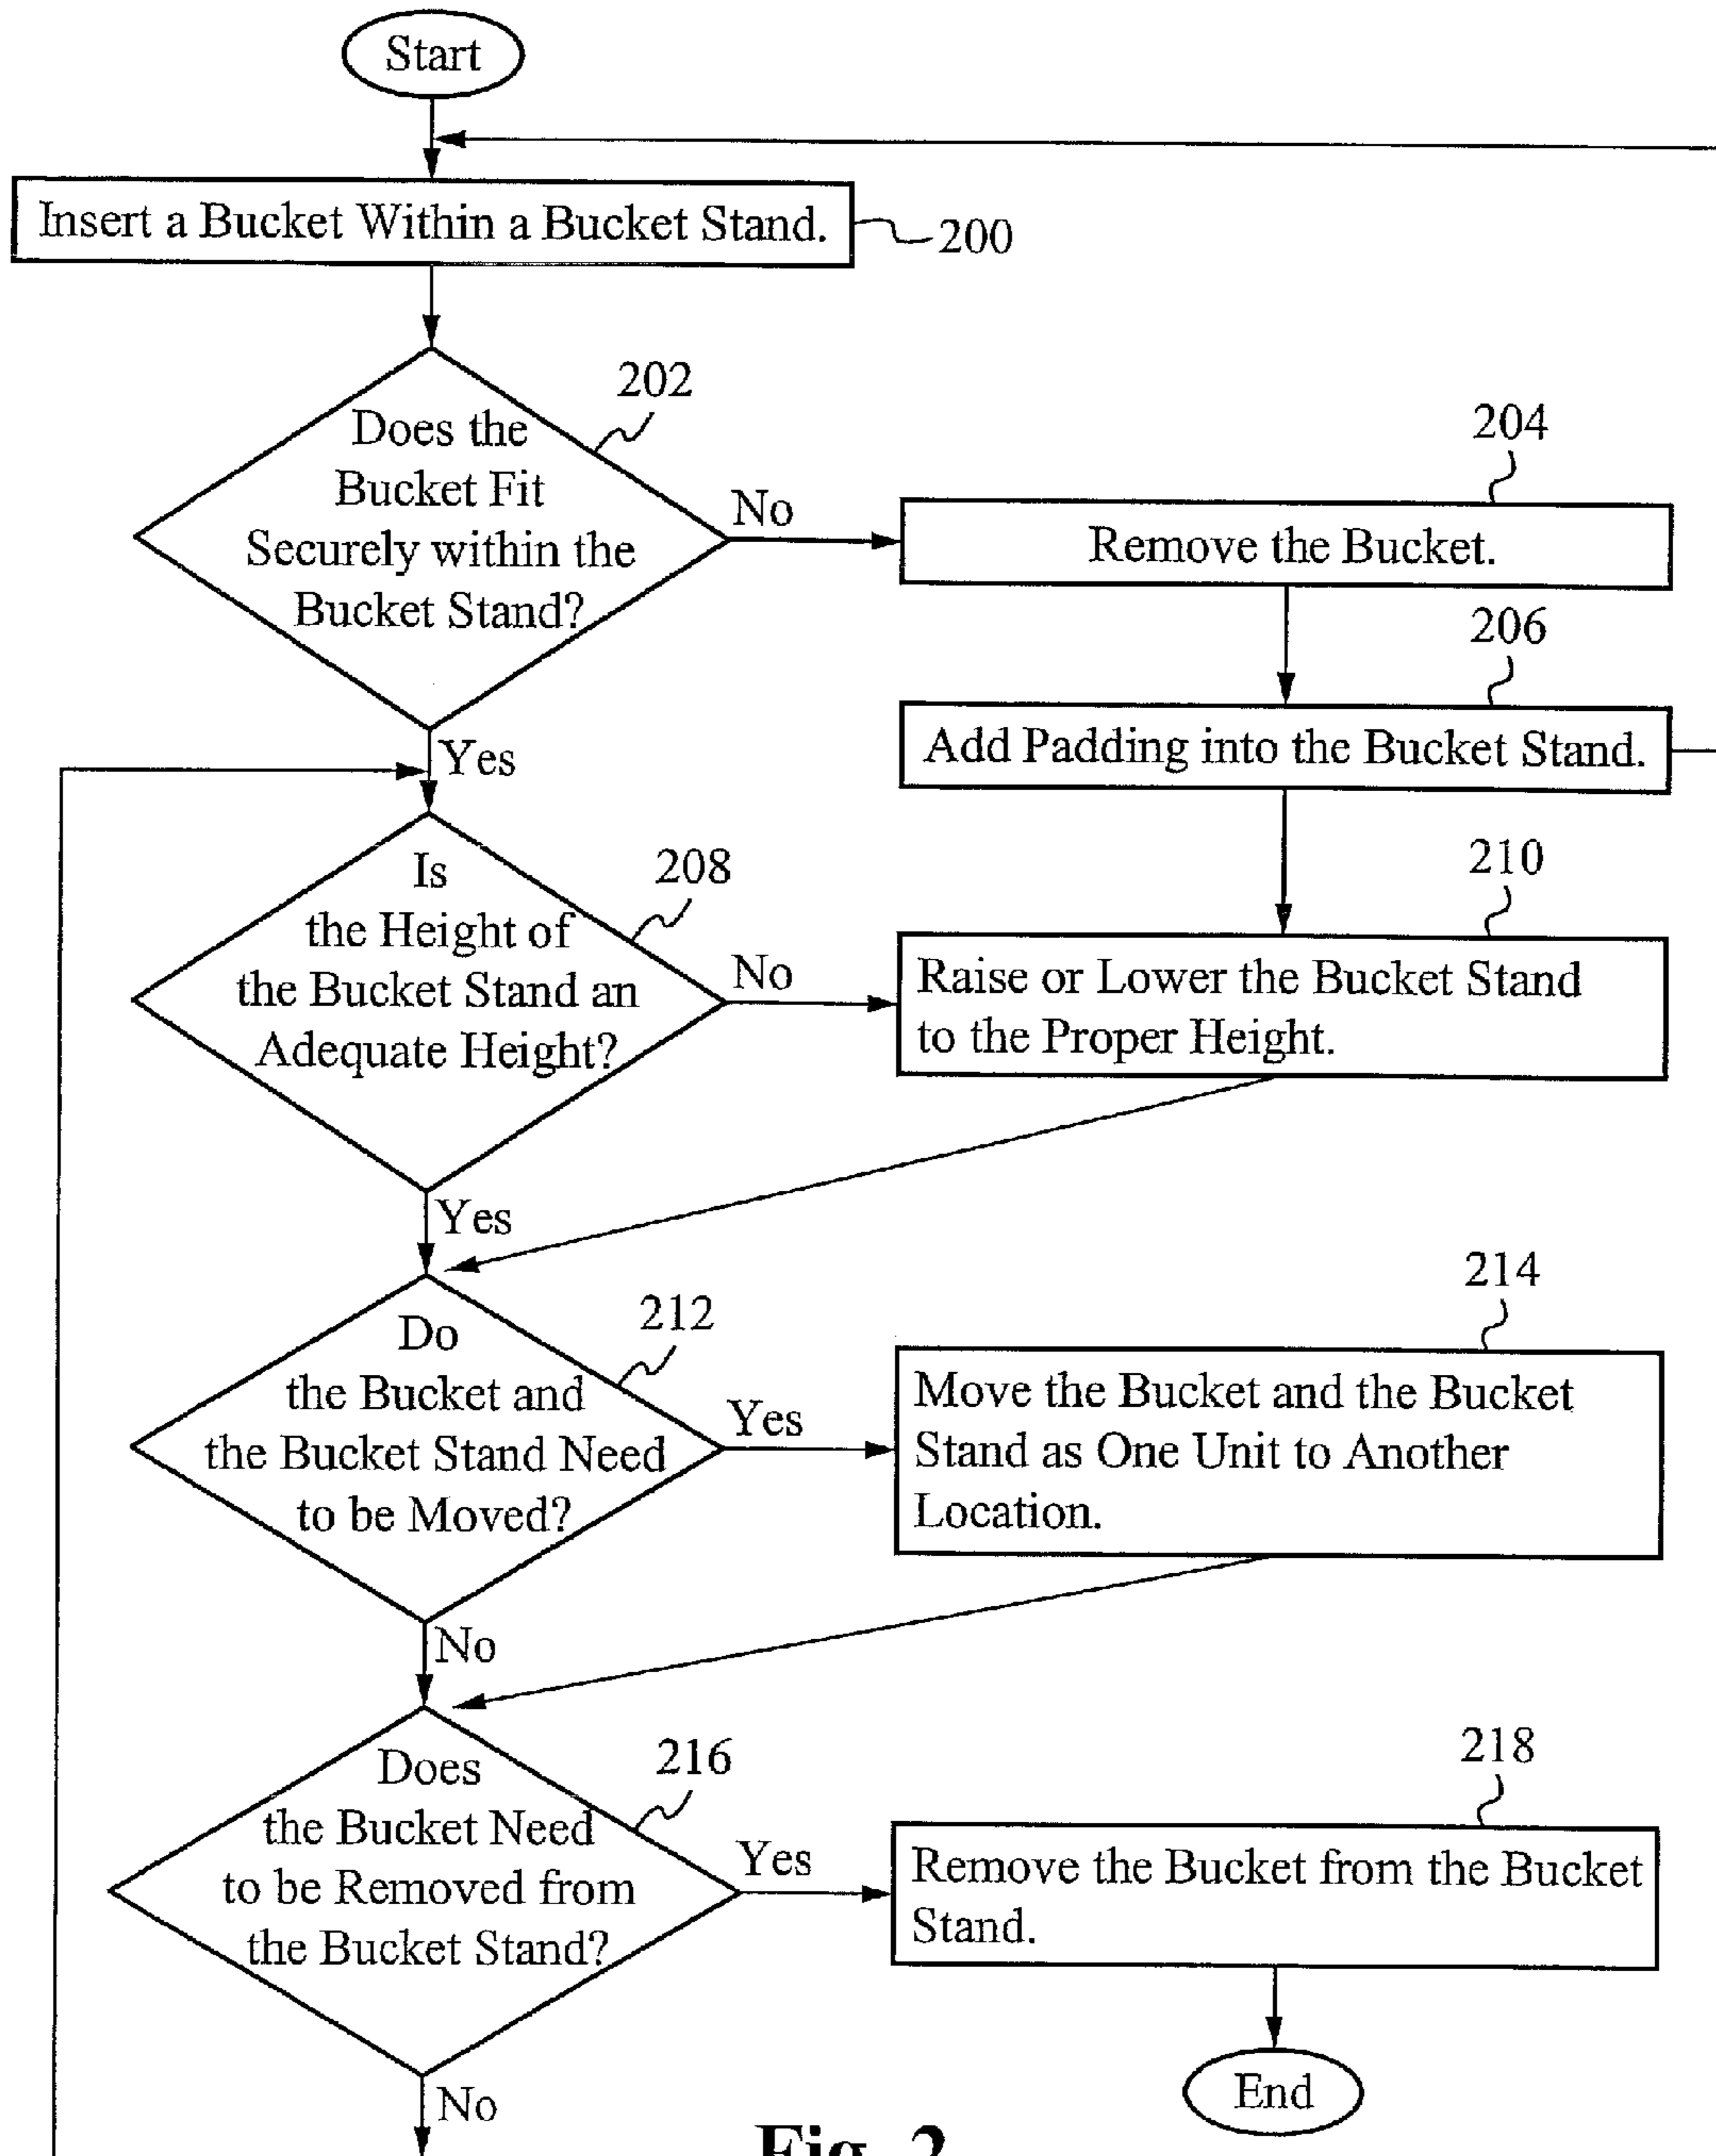 Start
Insert a Bucket Within a Bucket Stand.
200
202
Does the
Bucket Fit
Securely within the
Bucket Stand?
No
204
Remove the Bucket.
206
Add Padding into the Bucket Stand.
Yes
Is
the Height of
the Bucket Stand an
Adequate Height?
208
No
210
Raise or Lower the Bucket Stand
to the Proper Height.
Yes
Do
the Bucket and
the Bucket Stand Need
to be Moved?
212
Yes
214
Move the Bucket and the Bucket
Stand as One Unit to Another
Location.
No
Does
the Bucket Need
to be Removed from
the Bucket Stand?
216
Yes
218
Remove the Bucket from the Bucket
Stand.
No
End
Fig. 2